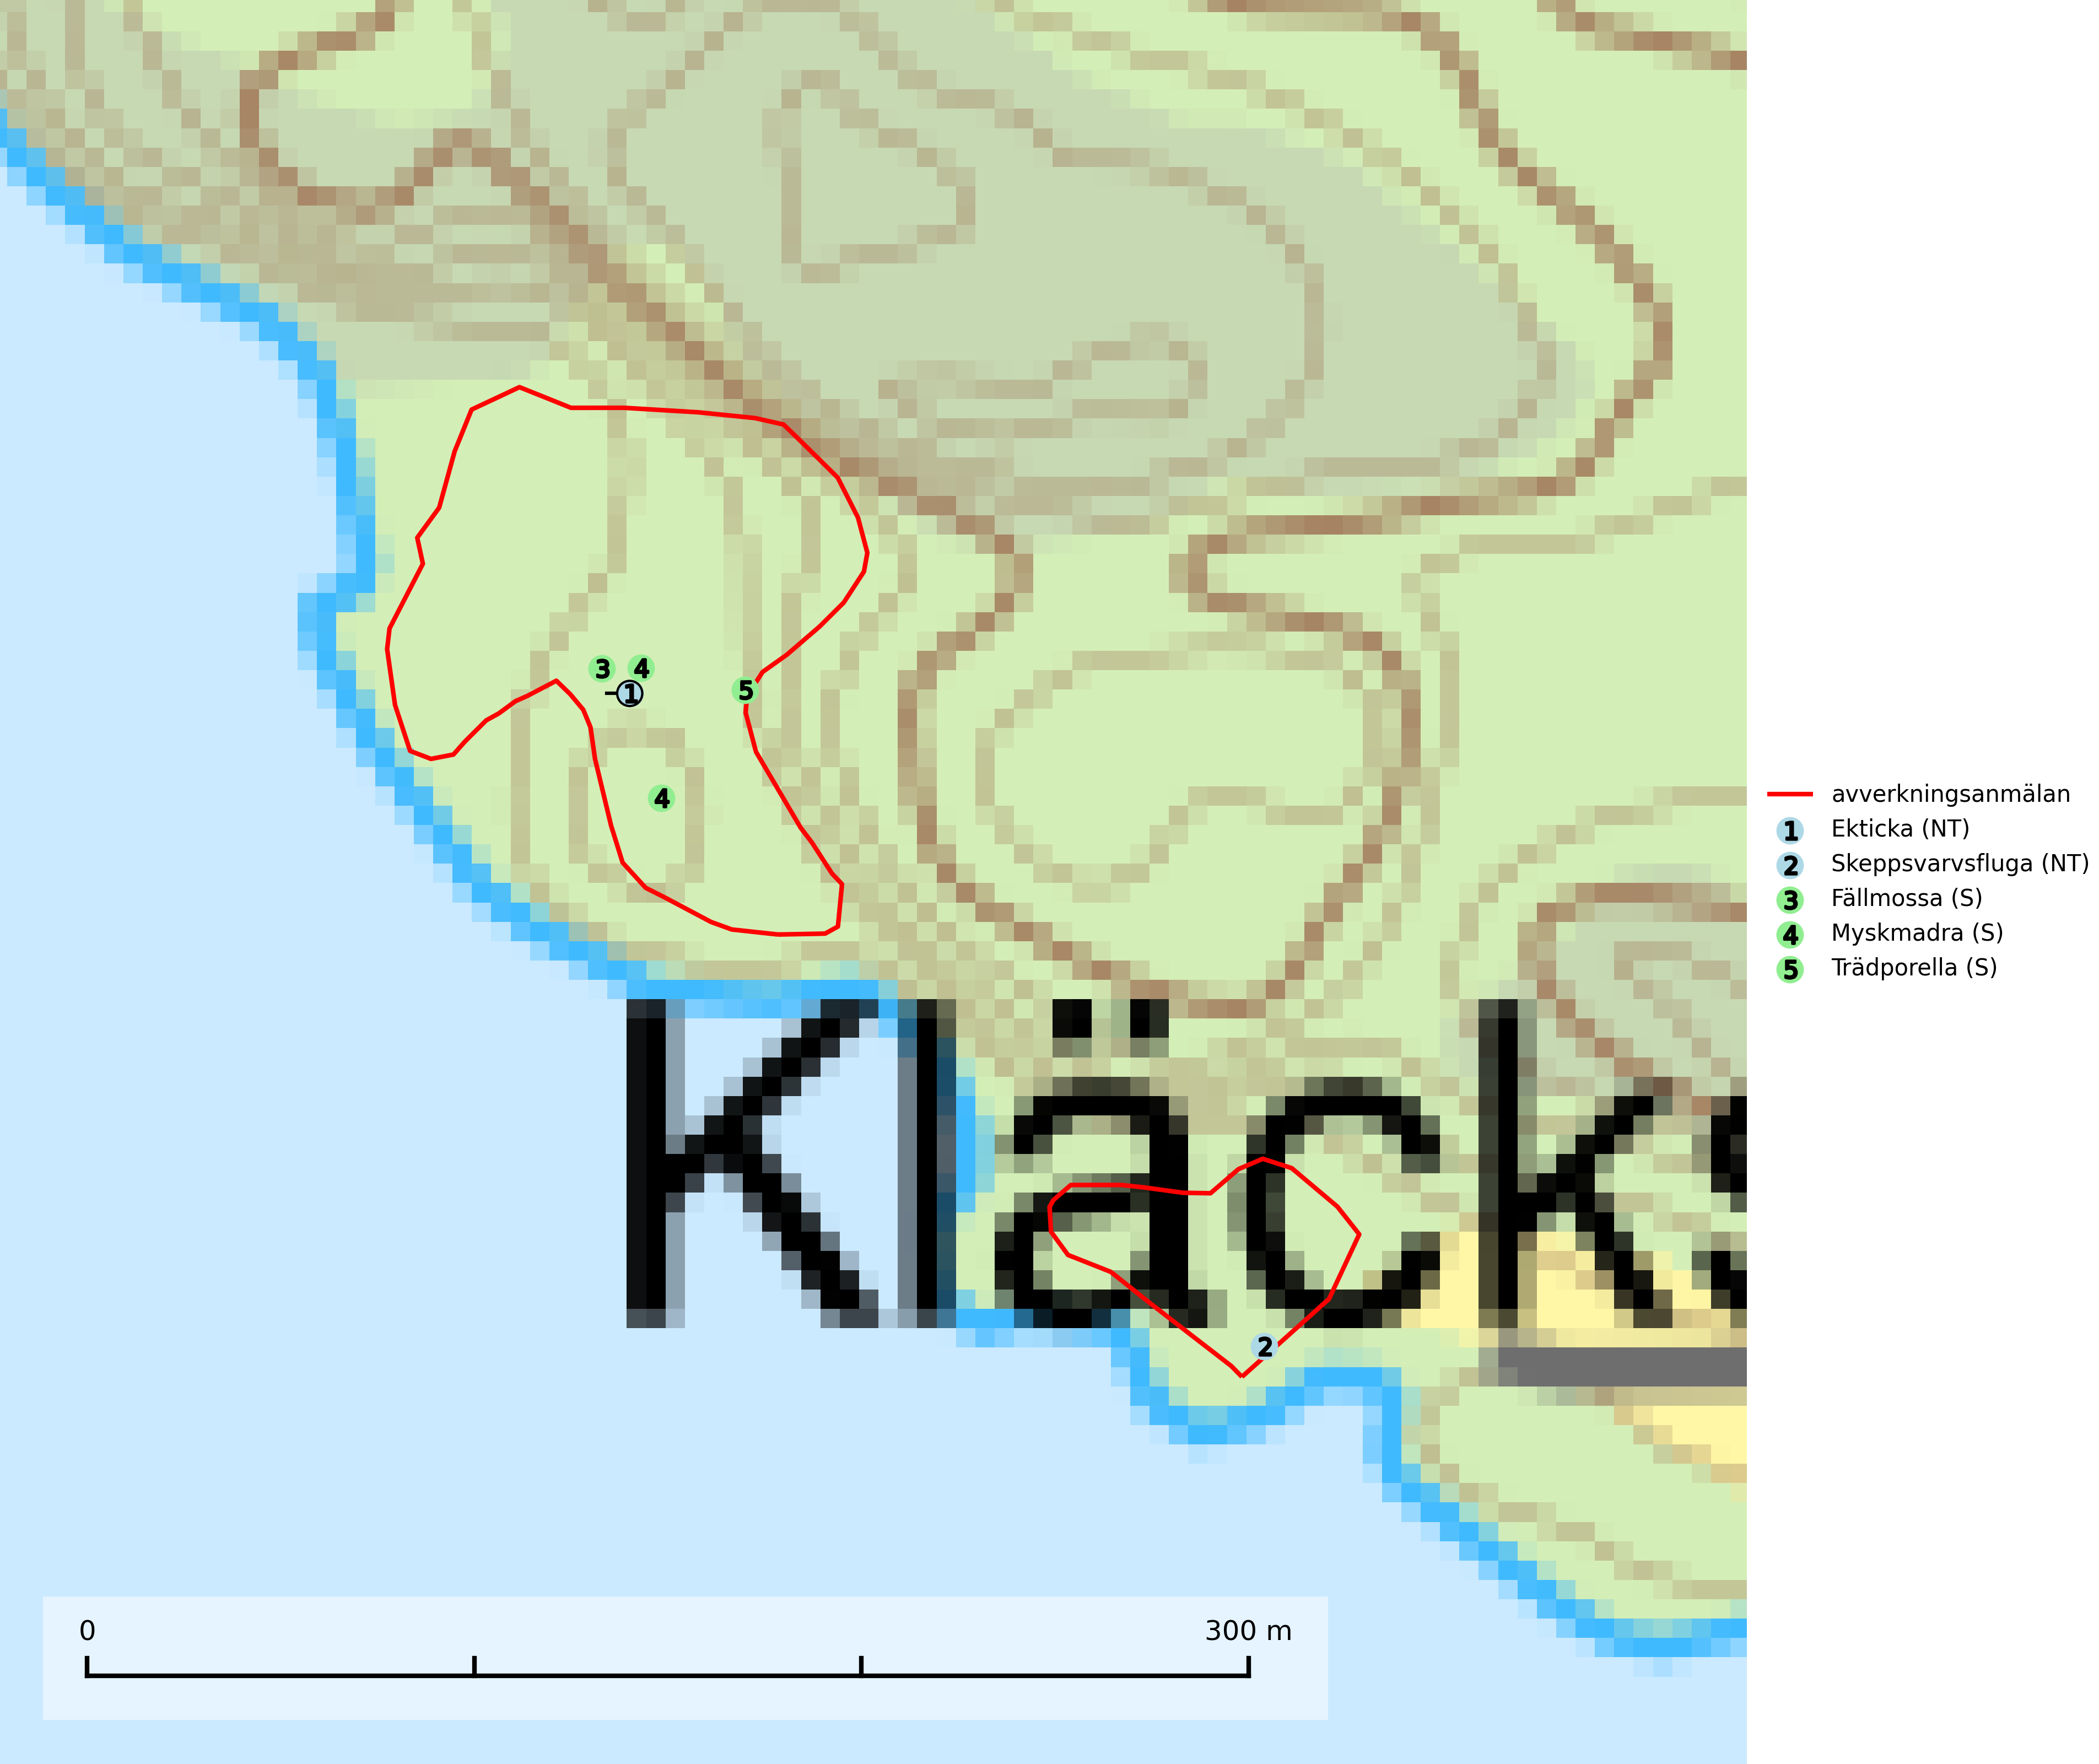 3 4
1
5
4
Kläck
2
avverkningsanmälan
1 Ekticka (NT)
2 Skeppsvarvsfluga (NT)
3 Fällmossa (S)
4 Myskmadra (S)
5 Trädporella (S)
0 300 m